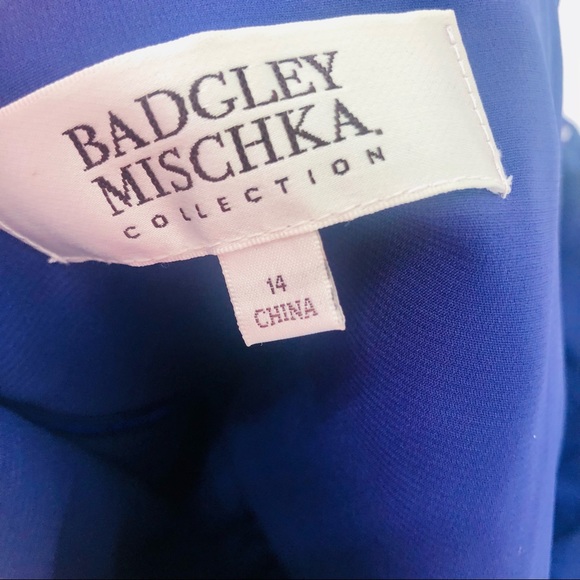 BADGLEY
MISCHKA.
COLLECTION
14
CHINA